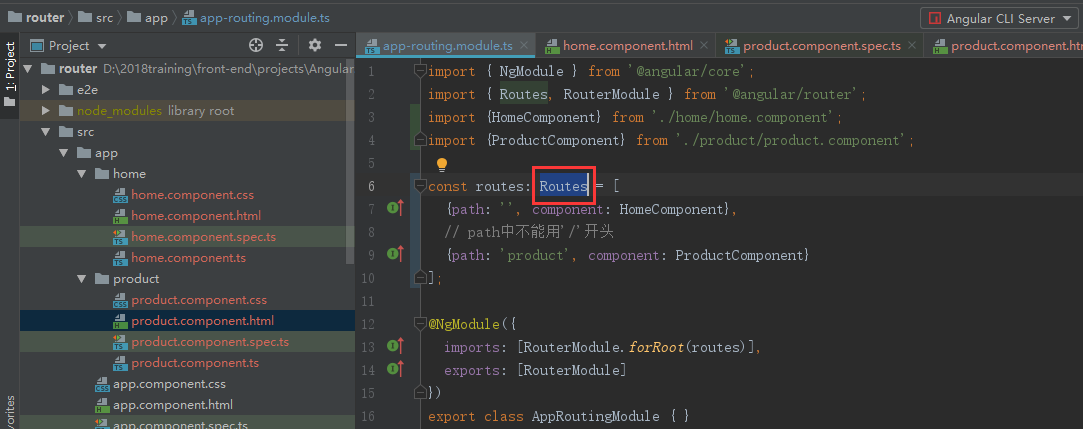 router src app app-routing.module.ts Angular CLI Server
1: Project
Project
app-routing.module.ts home.component.html product.component.spec.ts product.component.ht
router D:\2018training\front-end\projects\Angular
e2e
node_modules library root
src
app
home
home.component.css
home.component.html
home.component.spec.ts
home.component.ts
product
product.component.css
product.component.html
product.component.spec.ts
product.component.ts
app.component.css
app.component.html
app.component.spec.ts
avorites
1 import { NgModule } from '@angular/core';
2 import { Routes, RouterModule } from '@angular/router';
3 import {HomeComponent} from './home/home.component';
4 import {ProductComponent} from './product/product.component';
5
6 const routes: Routes = [
7 {path: '', component: HomeComponent},
8 // path中不能用'/'开头
9 {path: 'product', component: ProductComponent}
10 ];
11
12 @NgModule({
13 imports: [RouterModule.forRoot(routes)],
14 exports: [RouterModule]
15 })
16 export class AppRoutingModule { }